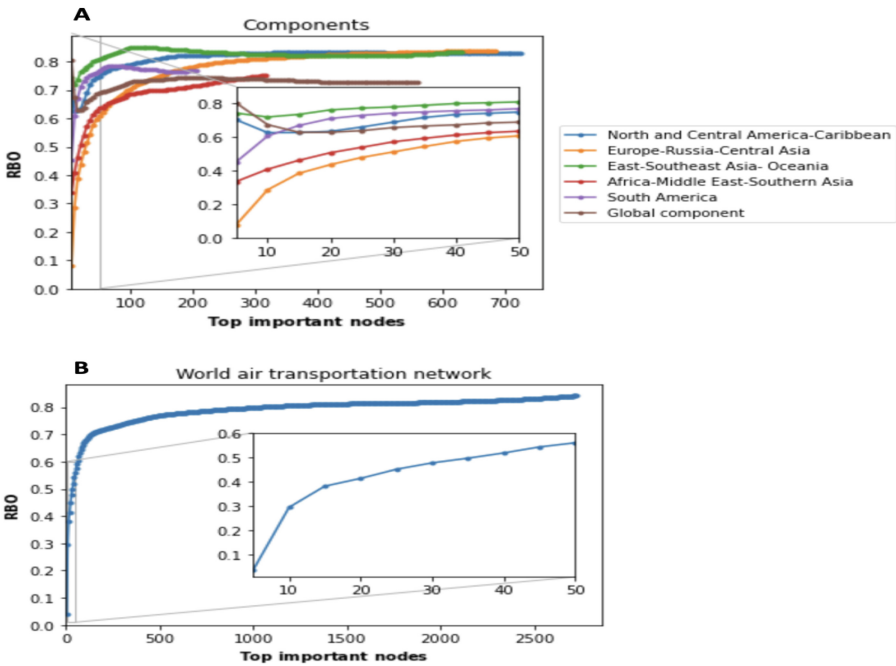 A
Components
RBO
0.8
0.7
0.6
0.5
0.4
0.3
0.2
0.1
0.0
0.8
0.6
0.4
0.2
0.0
10 20 30 40 50
100 200 300 400 500 600 700
Top important nodes
North and Central America-Caribbean
Europe-Russia-Central Asia
East-Southeast Asia- Oceania
Africa-Middle East-Southern Asia
South America
Global component
B
World air transportation network
RBO
0.8
0.7
0.6
0.5
0.4
0.3
0.2
0.1
0.0
0.6
0.5
0.4
0.3
0.2
0.1
10 20 30 40 50
0 500 1000 1500 2000 2500
Top important nodes